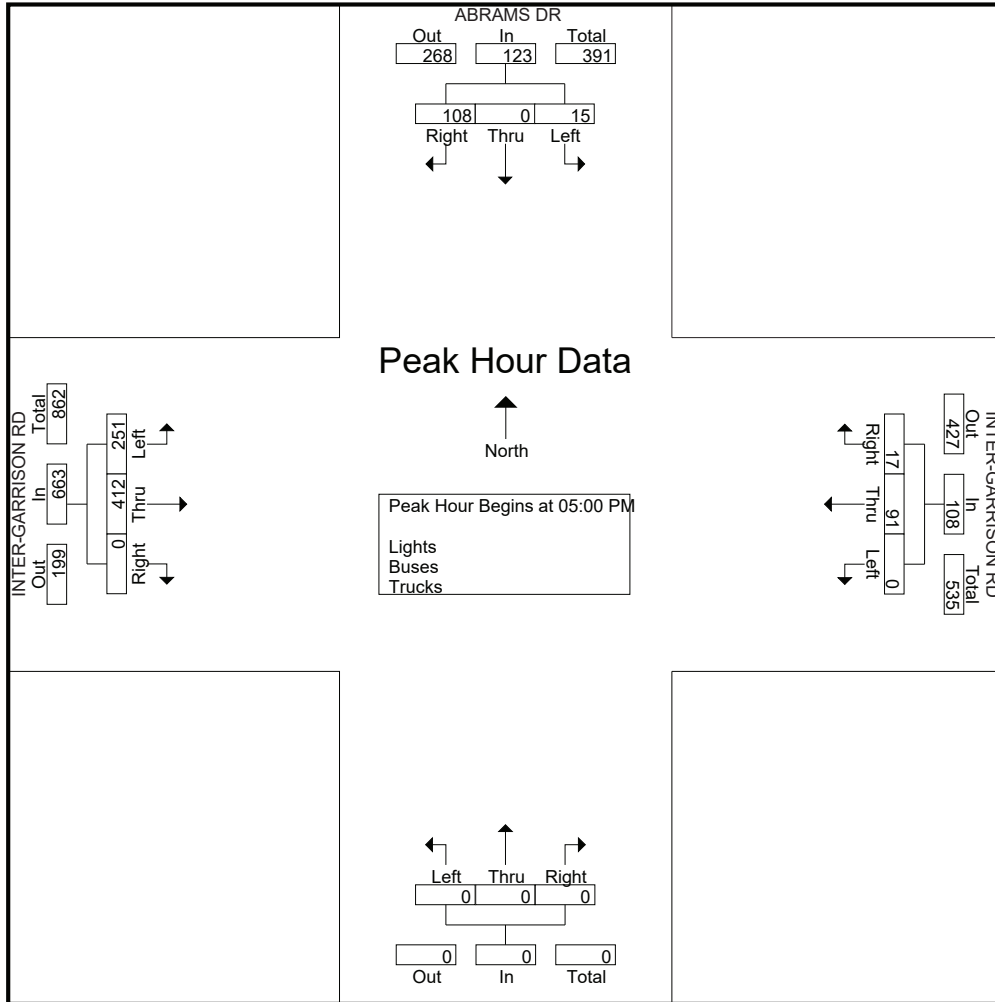 ABRAMS DR
Out In Total
268 123 391
108 0 15
Right Thru Left
Peak Hour Data
North
Peak Hour Begins at 05:00 PM
Lights
Buses
Trucks
INTER-GARRISON RD
Out In Total
199 663 862
0 412 251
Right Thru Left
INTER-GARRISON RD
Out In Total
427 108 535
17 91 0
Right Thru Left
Left Thru Right
0 0 0
0 0 0
Out In Total